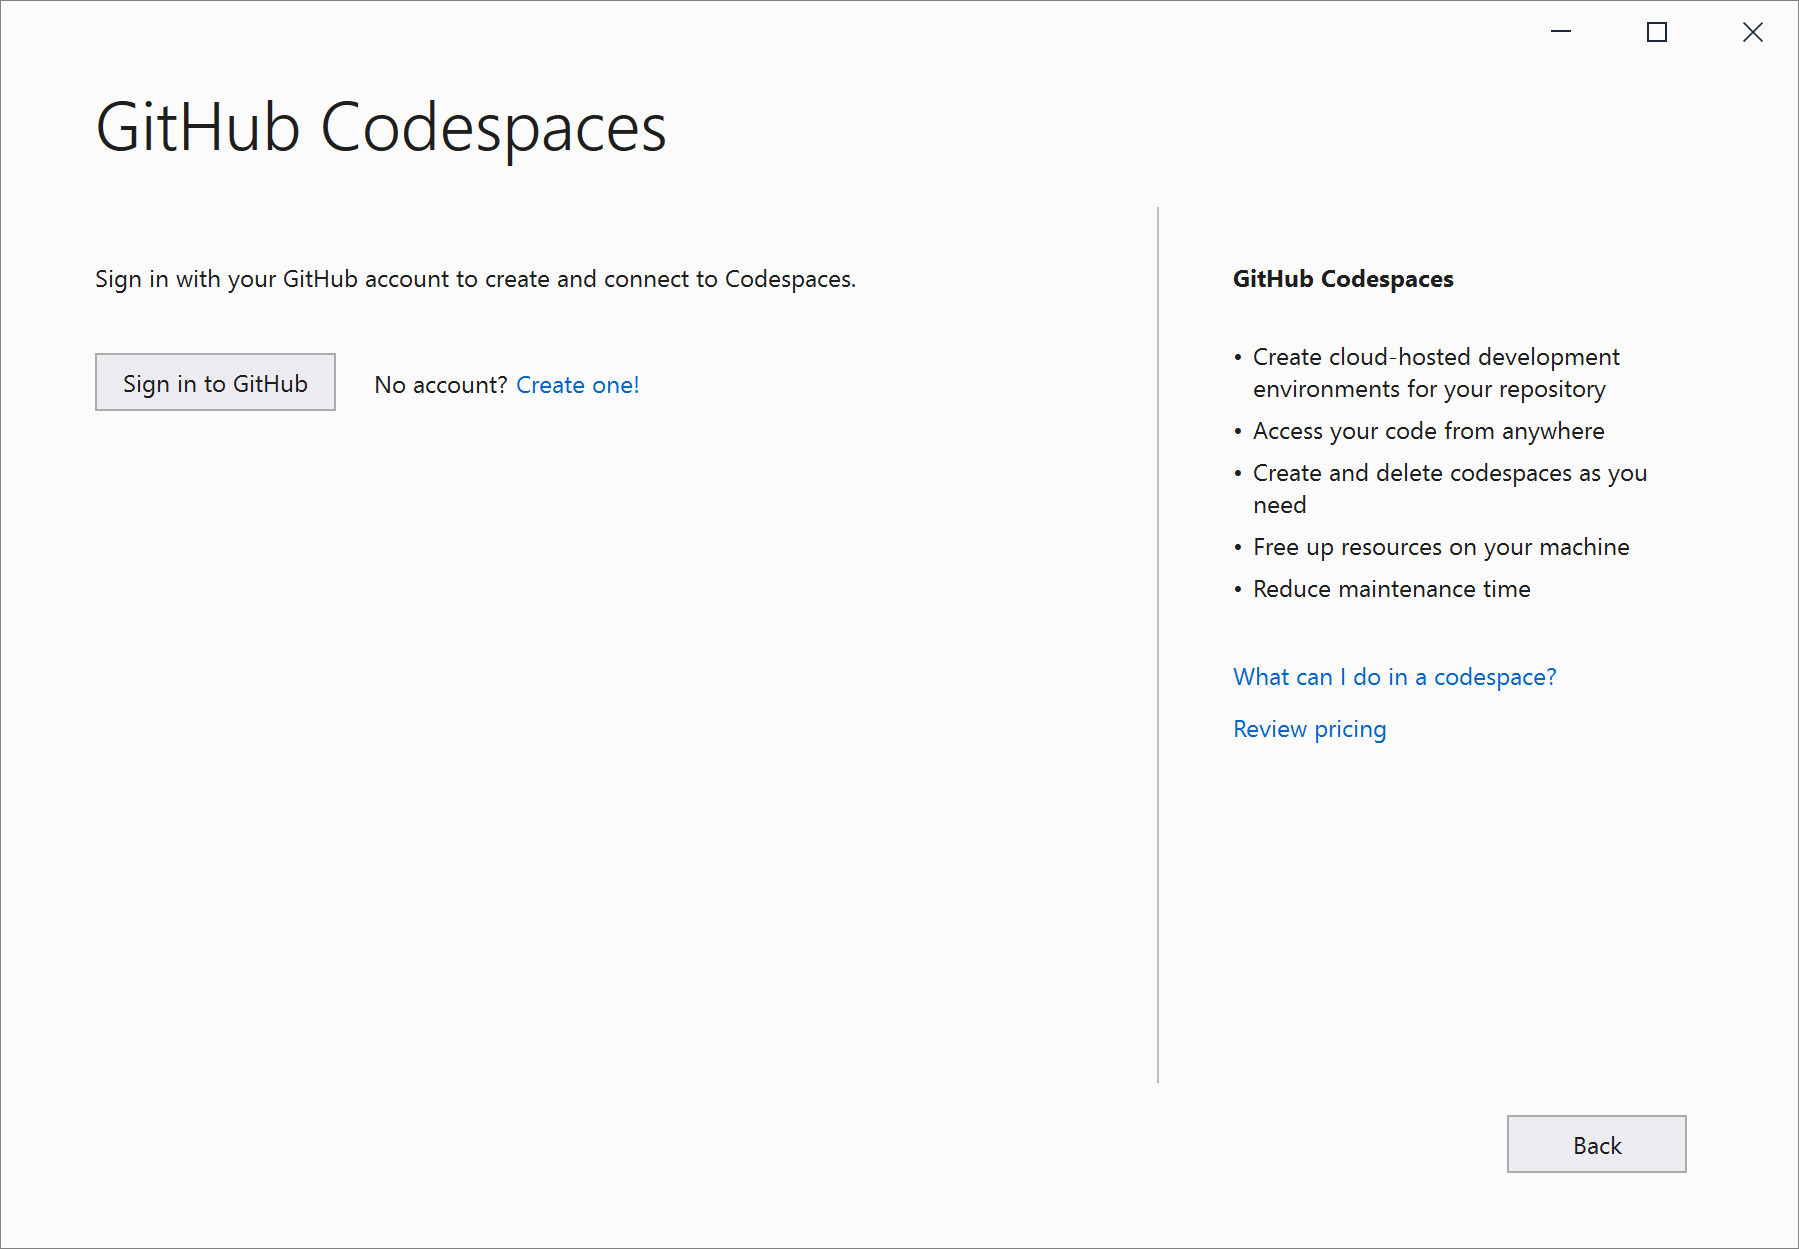 GitHub Codespaces
Sign in with your GitHub account to create and connect to Codespaces.
Sign in to GitHub
No account? Create one!
GitHub Codespaces
• Create cloud-hosted development
environments for your repository
• Access your code from anywhere
• Create and delete codespaces as you
need
• Free up resources on your machine
• Reduce maintenance time
What can I do in a codespace?
Review pricing
Back